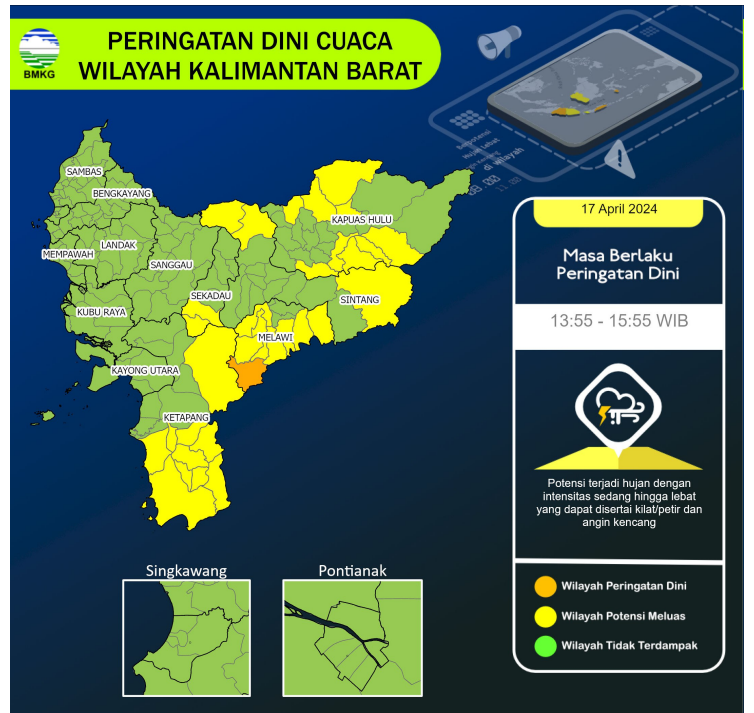 PERINGATAN DINI CUACA
WILAYAH KALIMANTAN BARAT
BMKG
di wilayah
SAMBAS
BENGKAYANG
KAPUAS HULU
LANDAK
MEMPAWAH
SANGGAU
SEKADAU
SINTANG
KUBU RAYA
MELAWI
KAYONG UTARA
KETAPANG
17 April 2024
Masa Berlaku
Peringatan Dini
13:55 - 15:55 WIB
Potensi terjadi hujan dengan
intensitas sedang hingga lebat
yang dapat disertai kilat/petir dan
angin kencang
Singkawang
Pontianak
Wilayah Peringatan Dini
Wilayah Potensi Meluas
Wilayah Tidak Terdampak